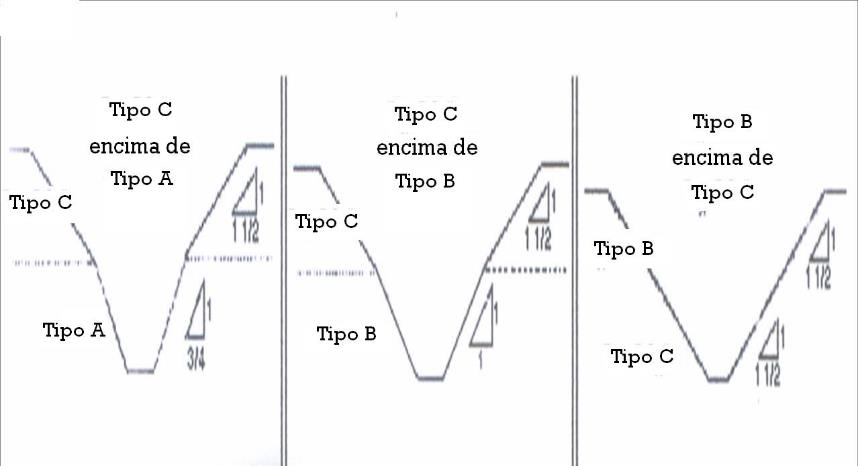 Tipo C
encima de
Tipo A
Tipo C
1
1 1/2
Tipo A
1
3/4
Tipo C
encima de
Tipo B
Tipo C
1
1 1/2
Tipo B
1
1
Tipo B
encima de
Tipo C
Tipo B
1
1 1/2
Tipo C
1
1 1/2